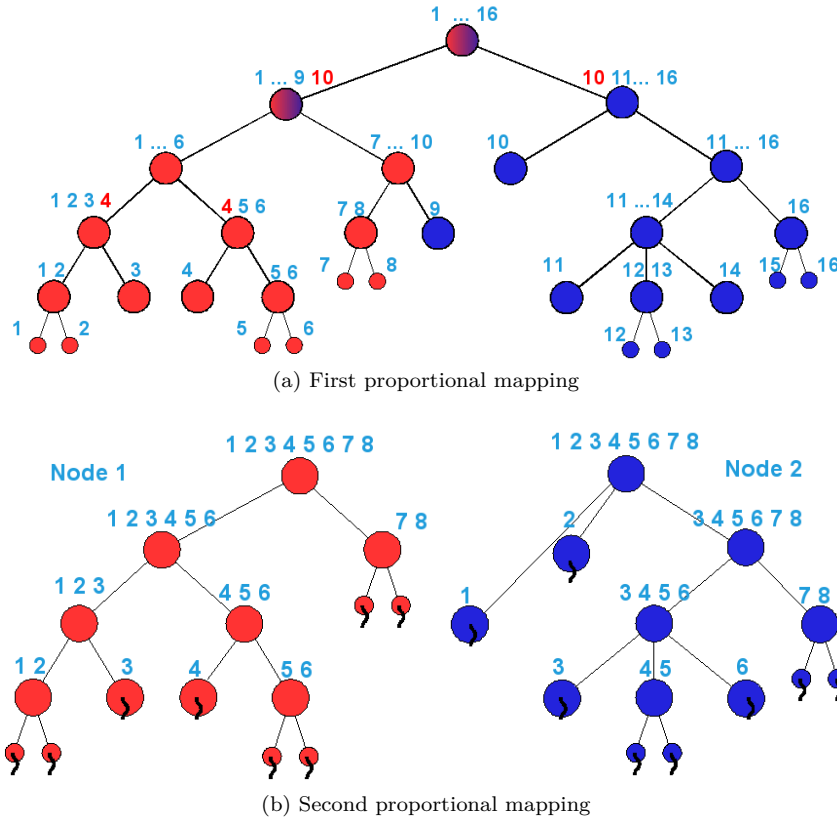 1 ... 16
1 ... 9 10
10 11... 16
1 ... 6
7 ... 10
10
11... 16
1 2 3 4
4 5 6
7 8
9
11 ...14
16
1 2
3
4
5 6
7
8
11
12 13
14
15
16
1
2
5
6
12
13
(a) First proportional mapping
1 2 3 4 5 6 7 8
1 2 3 4 5 6 7 8
Node 1
Node 2
1 2 3 4 5 6
7 8
2
3 4 5 6 7 8
1 2 3
4 5 6
1
3 4 5 6
7 8
1 2
3
4
5 6
3
4 5
6
(b) Second proportional mapping